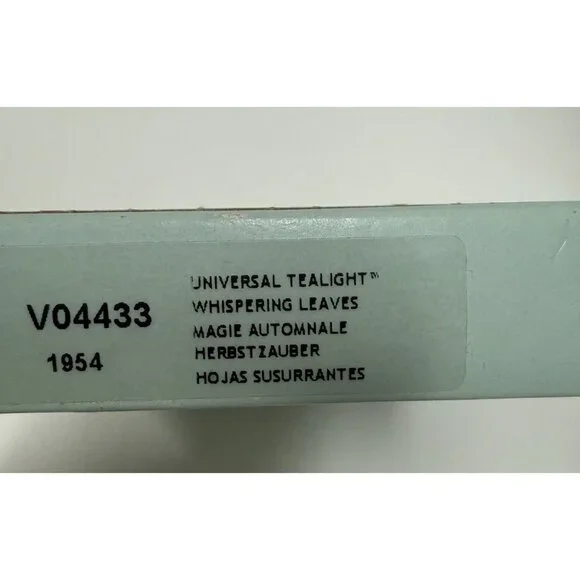 V04433
1954
UNIVERSAL TEALIGHT™
WHISPERING LEAVES
MAGIE AUTOMNALE
HERBSTZAUBER
HOJAS SUSURRANTES